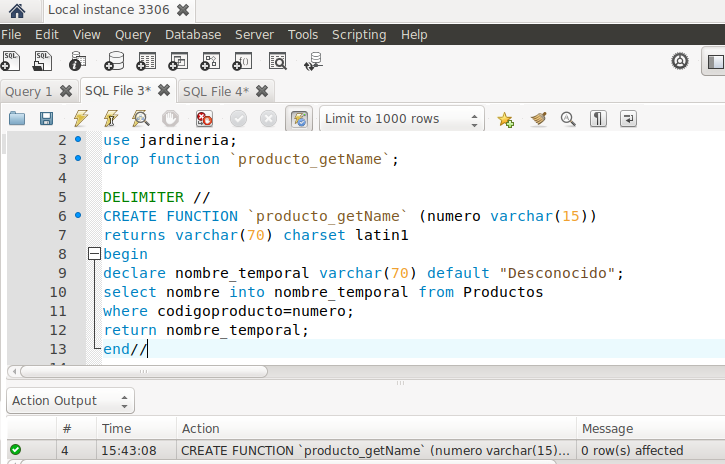 Local instance 3306
File Edit View Query Database Server Tools Scripting Help
Query 1 SQL File 3* SQL File 4*
Limit to 1000 rows
2 use jardineria;
3 drop function `producto_getName`;
4
5 DELIMITER //
6 CREATE FUNCTION `producto_getName` (numero varchar(15))
7 returns varchar(70) charset latin1
8 begin
9 declare nombre_temporal varchar(70) default "Desconocido";
10 select nombre into nombre_temporal from Productos
11 where codigoproducto=numero;
12 return nombre_temporal;
13 end//
Action Output
# Time Action Message
4 15:43:08 CREATE FUNCTION `producto_getName` (numero varchar(15)... 0 row(s) affected